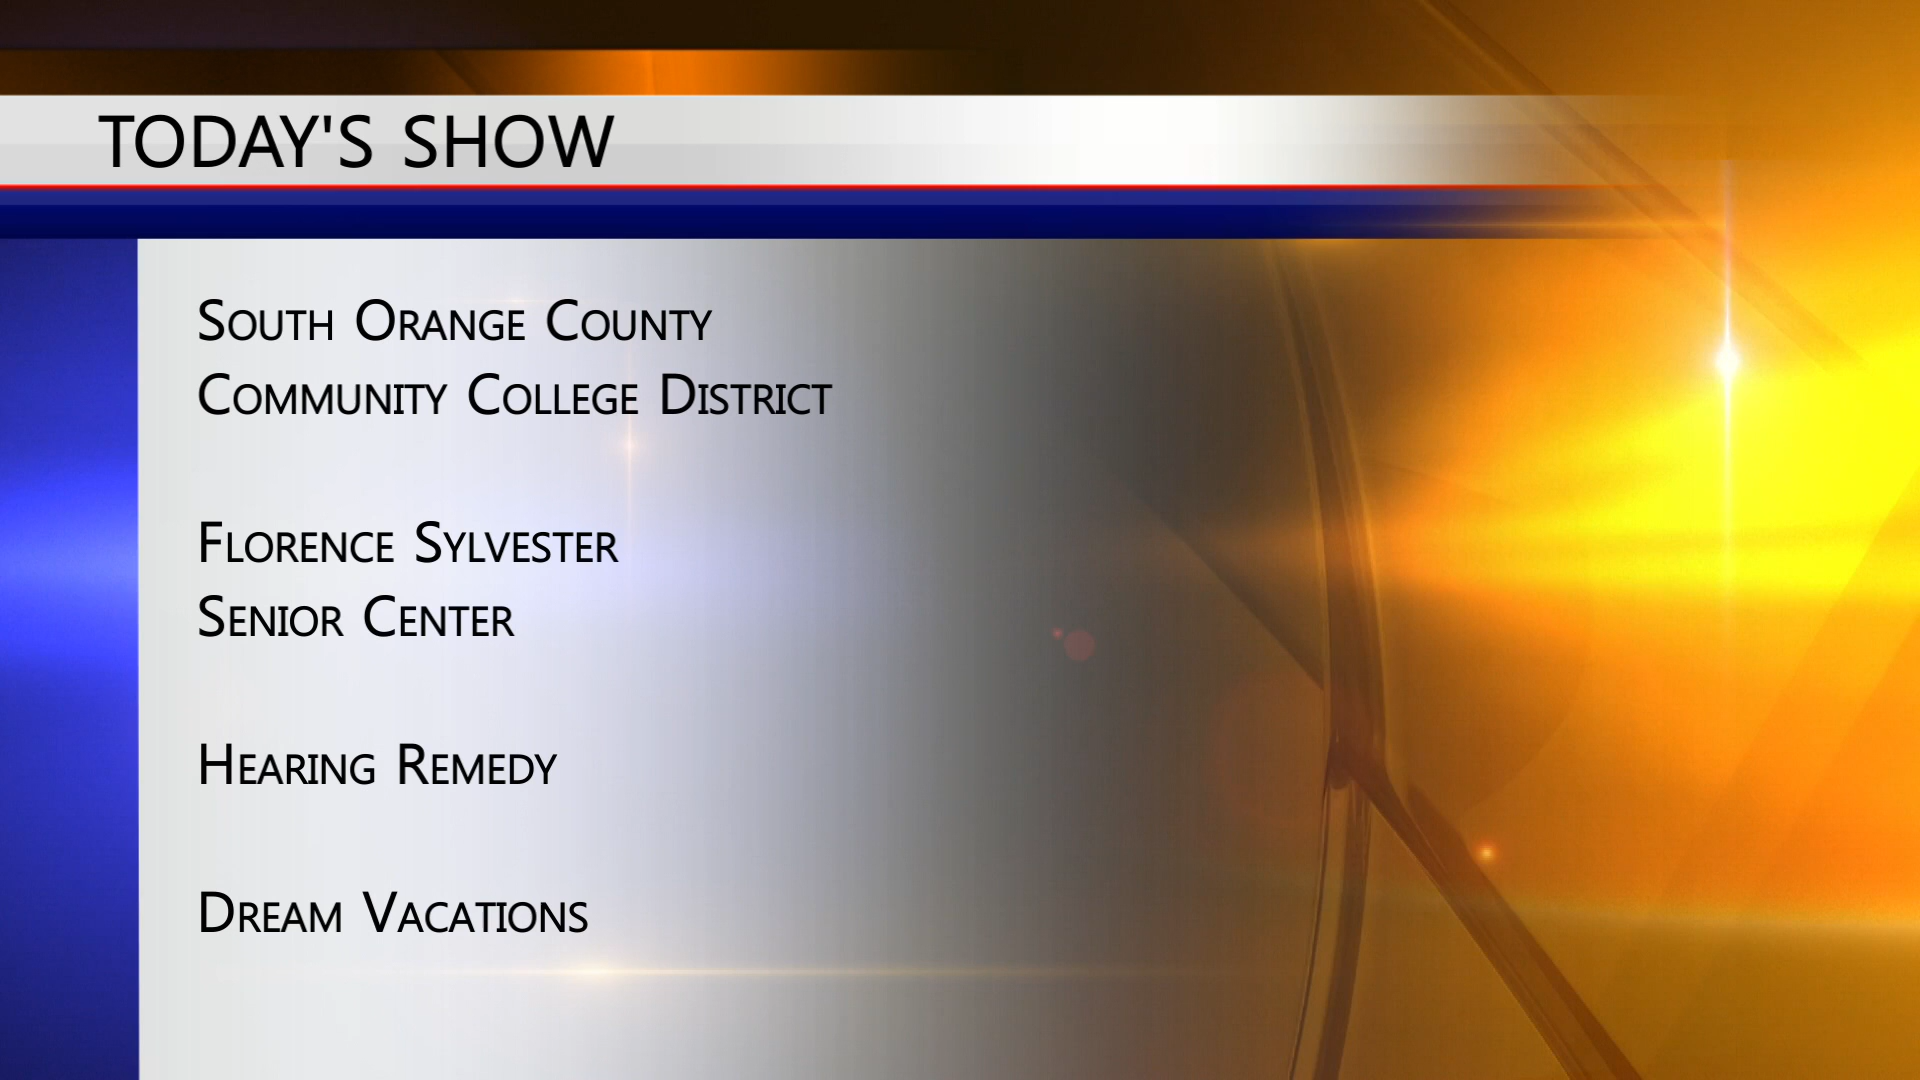 TODAY'S SHOW
South Orange County
Community College District
Florence Sylvester
Senior Center
Hearing Remedy
Dream Vacations